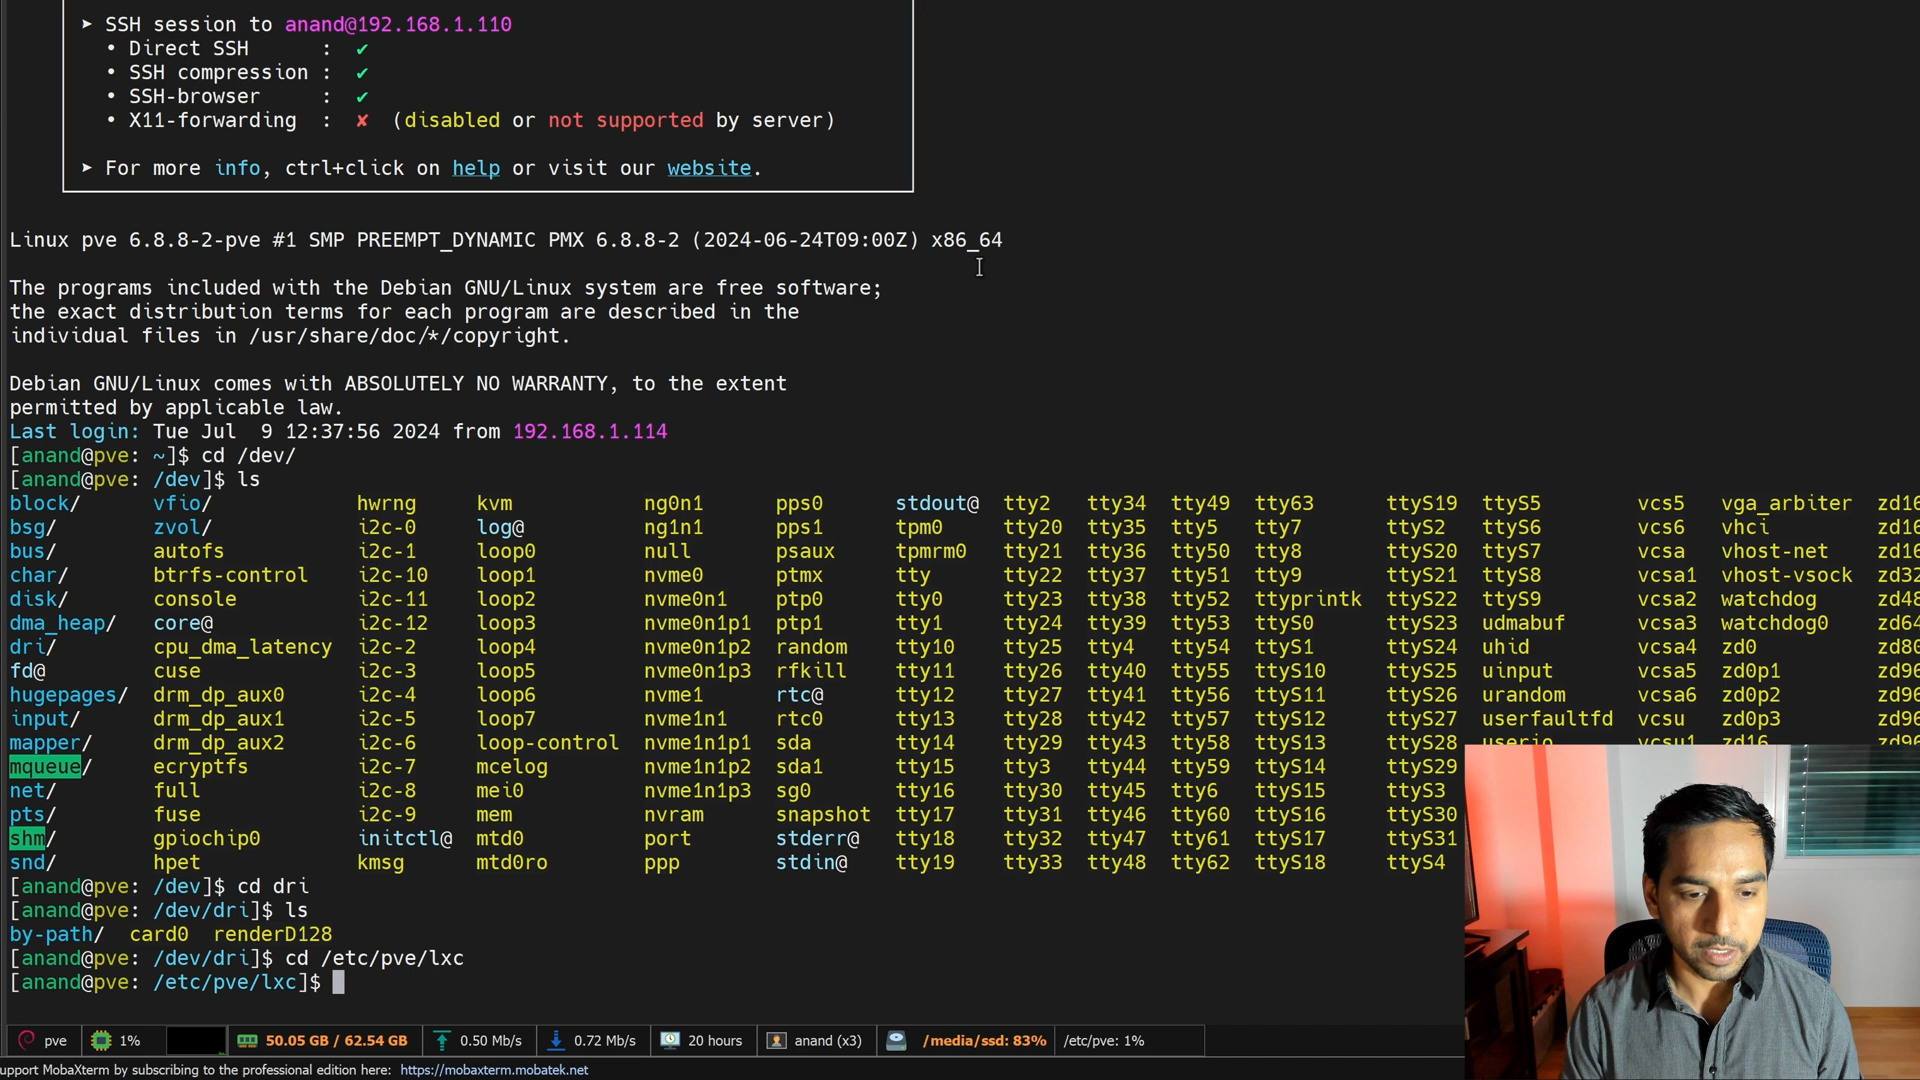 ➤ SSH session to anand@192.168.1.110
• Direct SSH : ✔
• SSH compression : ✔
• SSH-browser : ✔
• X11-forwarding : ✘ (disabled or not supported by server)
➤ For more info, ctrl+click on help or visit our website.
Linux pve 6.8.8-2-pve #1 SMP PREEMPT_DYNAMIC PMX 6.8.8-2 (2024-06-24T09:00Z) x86_64
The programs included with the Debian GNU/Linux system are free software;
the exact distribution terms for each program are described in the
individual files in /usr/share/doc/*/copyright.
Debian GNU/Linux comes with ABSOLUTELY NO WARRANTY, to the extent
permitted by applicable law.
Last login: Tue Jul  9 12:37:56 2024 from 192.168.1.114
[anand@pve: ~]$ cd /dev/
[anand@pve: /dev]$ ls
block/ vfio/ hwrng kvm ng0n1 pps0 stdout@ tty2 tty34 tty49 tty63 ttyS19 ttyS5 vcs5 vga_arbiter zd16
bsg/ zvol/ i2c-0 log@ ng1n1 pps1 tpm0 tty20 tty35 tty5 tty7 ttyS2 ttyS6 vcs6 vhci zd16
bus/ autofs i2c-1 loop0 null psaux tpmrm0 tty21 tty36 tty50 tty8 ttyS20 ttyS7 vcsa vhost-net zd16
char/ btrfs-control i2c-10 loop1 nvme0 ptmx tty tty22 tty37 tty51 tty9 ttyS21 ttyS8 vcsa1 vhost-vsock zd32
disk/ console i2c-11 loop2 nvme0n1 ptp0 tty0 tty23 tty38 tty52 ttyprintk ttyS22 ttyS9 vcsa2 watchdog zd48
dma_heap/ core@ i2c-12 loop3 nvme0n1p1 ptp1 tty1 tty24 tty39 tty53 ttyS0 ttyS23 udmabuf vcsa3 watchdog0 zd64
dri/ cpu_dma_latency i2c-2 loop4 nvme0n1p2 random tty10 tty25 tty4 tty54 ttyS1 ttyS24 uhid vcsa4 zd0 zd80
fd@ cuse i2c-3 loop5 nvme0n1p3 rfkill tty11 tty26 tty40 tty55 ttyS10 ttyS25 uinput vcsa5 zd0p1 zd96
hugepages/ drm_dp_aux0 i2c-4 loop6 nvme1 rtc@ tty12 tty27 tty41 tty56 ttyS11 ttyS26 urandom vcsa6 zd0p2 zd96
input/ drm_dp_aux1 i2c-5 loop7 nvme1n1 rtc0 tty13 tty28 tty42 tty57 ttyS12 ttyS27 userfaultfd vcsu zd0p3 zd96
mapper/ drm_dp_aux2 i2c-6 loop-control nvme1n1p1 sda tty14 tty29 tty43 tty58 ttyS13 ttyS28 userio vcsu1 zd16 zd96
mqueue/ ecryptfs i2c-7 mcelog nvme1n1p2 sda1 tty15 tty3 tty44 tty59 ttyS14 ttyS29
net/ full i2c-8 mei0 nvme1n1p3 sg0 tty16 tty30 tty45 tty6 ttyS15 ttyS3
pts/ fuse i2c-9 mem nvram snapshot tty17 tty31 tty46 tty60 ttyS16 ttyS30
shm/ gpiochip0 initctl@ mtd0 port stderr@ tty18 tty32 tty47 tty61 ttyS17 ttyS31
snd/ hpet kmsg mtd0ro ppp stdin@ tty19 tty33 tty48 tty62 ttyS18 ttyS4
[anand@pve: /dev]$ cd dri
[anand@pve: /dev/dri]$ ls
by-path/ card0 renderD128
[anand@pve: /dev/dri]$ cd /etc/pve/lxc
[anand@pve: /etc/pve/lxc]$
pve 1% 50.05 GB / 62.54 GB 0.50 Mb/s 0.72 Mb/s 20 hours anand (x3) /media/ssd: 83% /etc/pve: 1%
upport MobaXterm by subscribing to the professional edition here: https://mobaxterm.mobatek.net